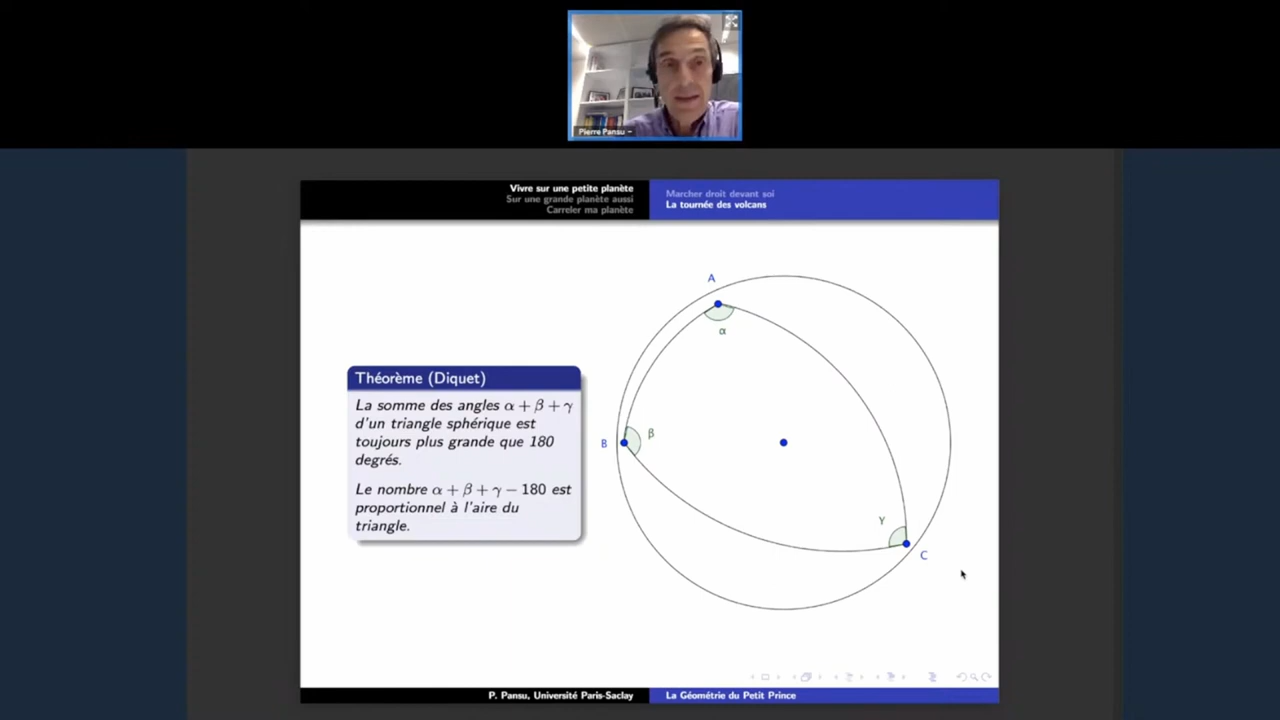 Pierre Pansu
Vivre sur une petite planète
Sur une grande planète aussi
Carreler ma planète
Marcher droit devant soi
La tournée des volcans
Théorème (Diquet)
La somme des angles α + β + γ
d'un triangle sphérique est
toujours plus grande que 180
degrés.
Le nombre α + β + γ − 180 est
proportionnel à l'aire du
triangle.
A
α
B
β
γ
C
P. Pansu, Université Paris-Saclay
La Géométrie du Petit Prince